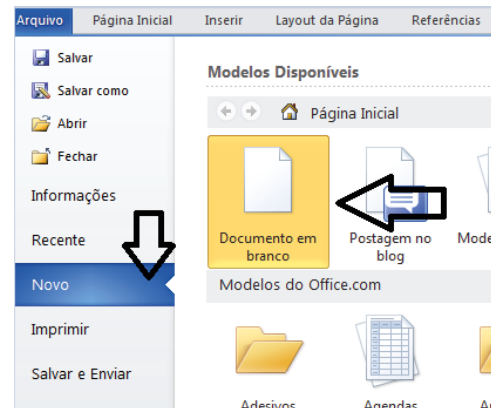 Arquivo Página Inicial Inserir Layout da Página Referências
Salvar
Salvar como
Abrir
Fechar
Informações
Recente
Novo
Imprimir
Salvar e Enviar
Modelos Disponíveis
Página Inicial
Documento em
branco
Postagem no
blog
Modelos do Office.com
Adesivos Agendas